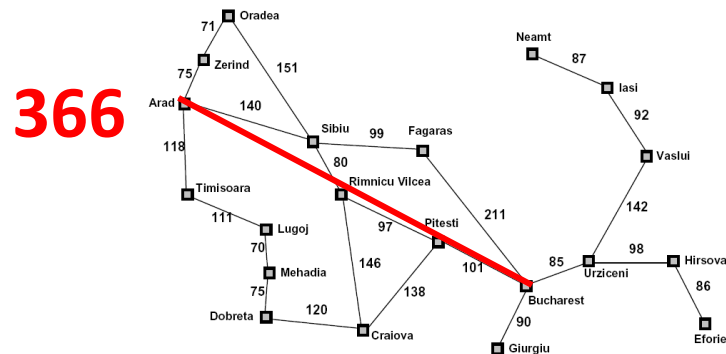 Oradea
71
Neamt
87
Zerind
151
75
Iasi
366
Arad
140
92
Sibiu
99
Fagaras
118
80
Vaslui
Timisoara
Rimnicu Vilcea
111
97
Pitesti
211
142
Lugoj
70
146
101
85
98
Hirsova
Mehadia
Urziceni
75
138
86
Bucharest
Dobreta
120
90
Craiova
Eforie
Giurgiu